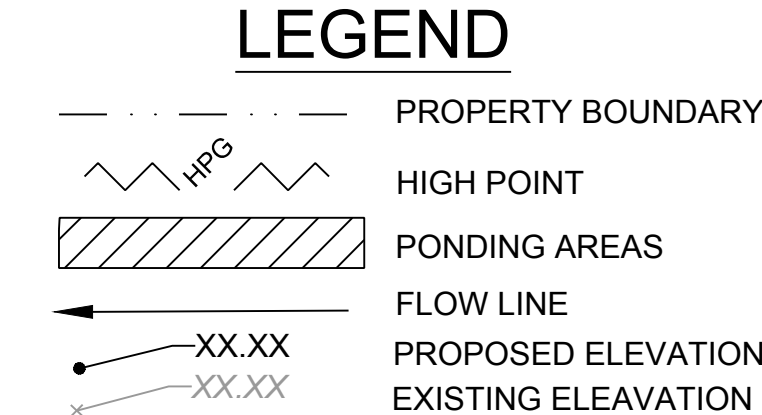 LEGEND
PROPERTY BOUNDARY
HPG HIGH POINT
PONDING AREAS
FLOW LINE
XX.XX PROPOSED ELEVATION
XX.XX EXISTING ELEAVATION